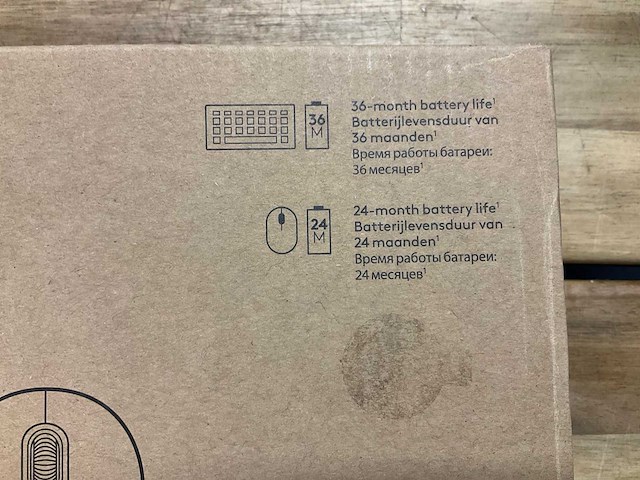 36
M
36-month battery life¹
Batterijlevensduur van
36 maanden¹
Время работы батареи:
36 месяцев¹
24
M
24-month battery life¹
Batterijlevensduur van
24 maanden¹
Время работы батареи:
24 месяцев¹